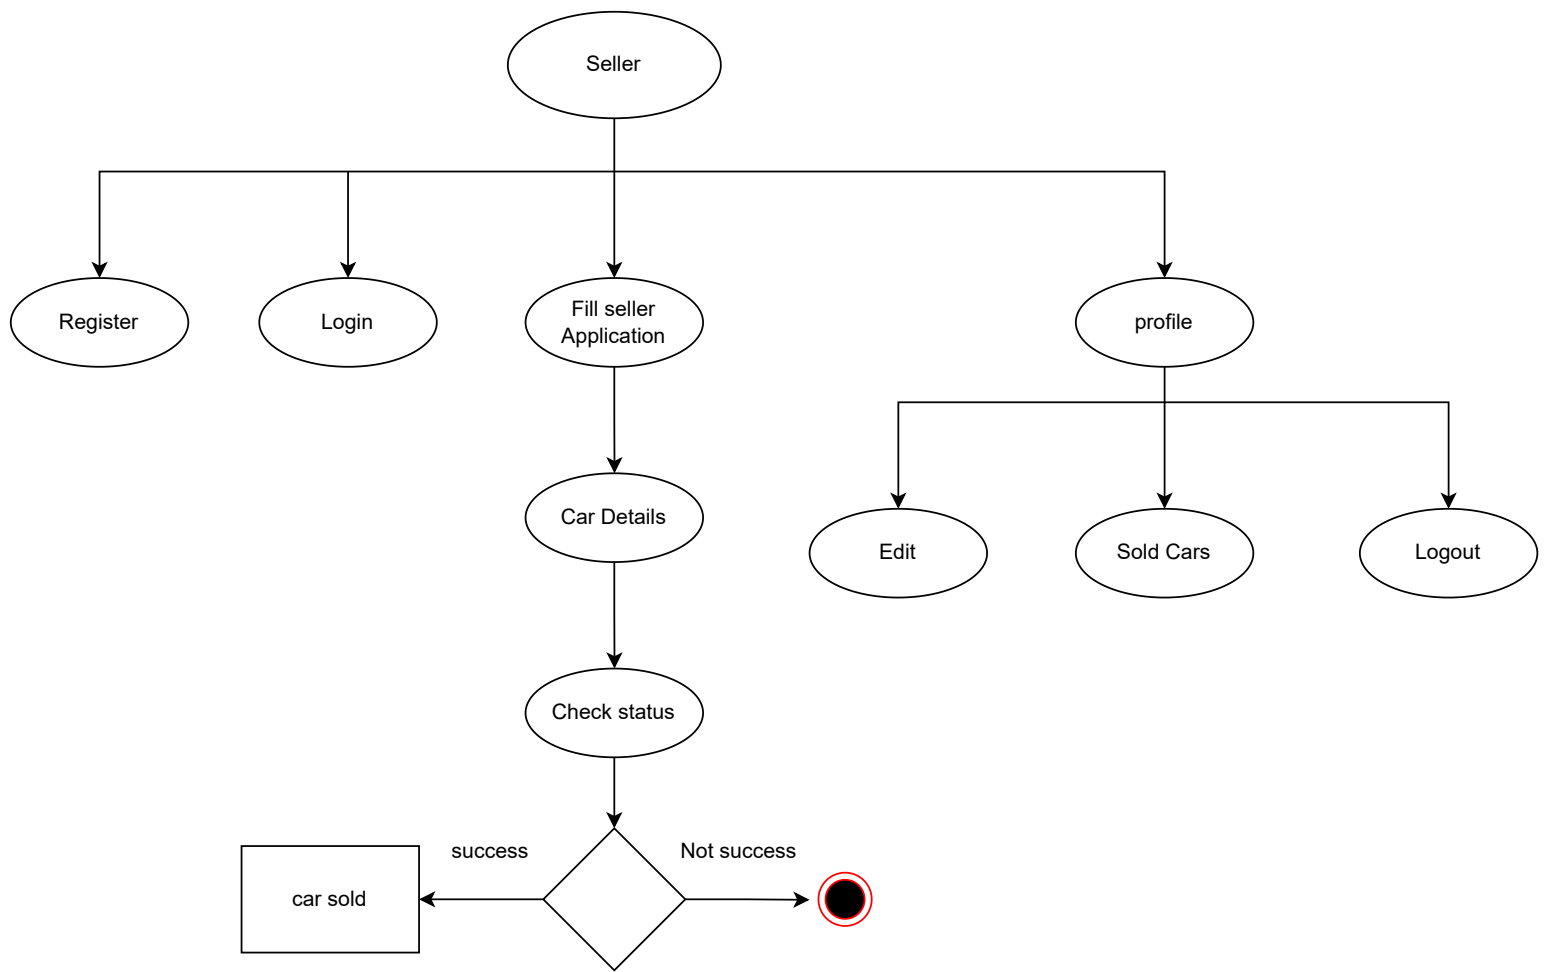 Seller
Register
Login
Fill seller
Application
profile
Car Details
Edit
Sold Cars
Logout
Check status
success
Not success
car sold